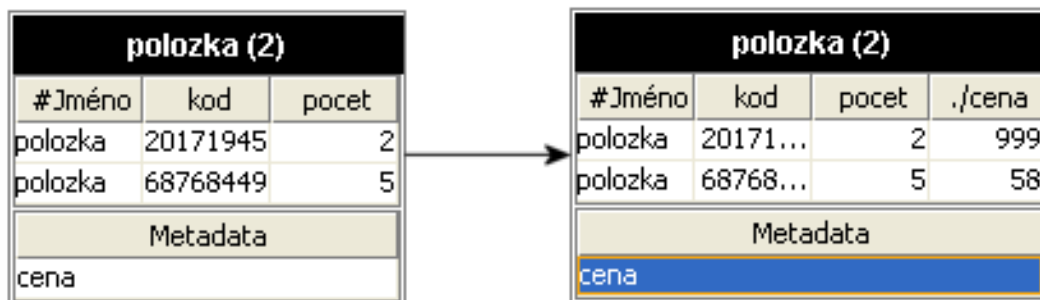 polozka (2)
#Jméno kod pocet
polozka 20171945 2
polozka 68768449 5
Metadata
cena
polozka (2)
#Jméno kod pocet ./cena
polozka 20171... 2 999
polozka 68768... 5 58
Metadata
cena